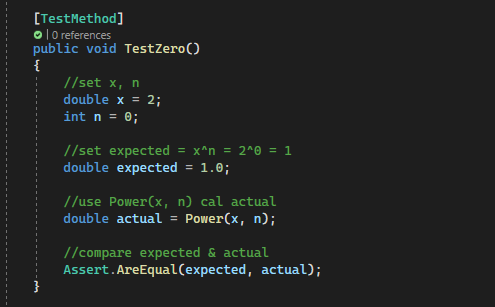 [TestMethod]
| 0 references
public void TestZero()
{
//set x, n
double x = 2;
int n = 0;
//set expected = x^n = 2^0 = 1
double expected = 1.0;
//use Power(x, n) cal actual
double actual = Power(x, n);
//compare expected & actual
Assert.AreEqual(expected, actual);
}